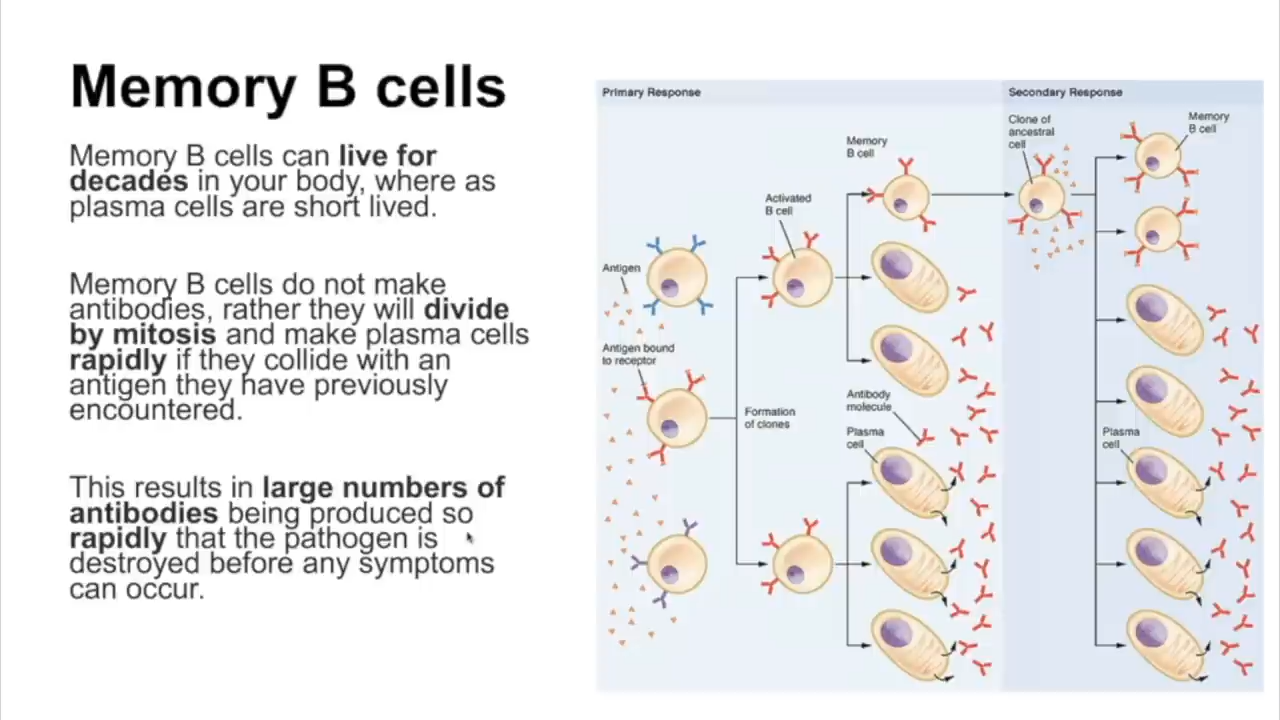 Memory B cells
Memory B cells can live for
decades in your body, where as
plasma cells are short lived.
Memory B cells do not make
antibodies, rather they will divide
by mitosis and make plasma cells
rapidly if they collide with an
antigen they have previously
encountered.
This results in large numbers of
antibodies being produced so
rapidly that the pathogen is
destroyed before any symptoms
can occur.
Primary Response
Antigen
Antigen bound
to receptor
Formation
of clones
Activated
B cell
Memory
B cell
Antibody
molecule
Plasma
cell
Secondary Response
Clone of
ancestral
cell
Memory
B cell
Plasma
cell